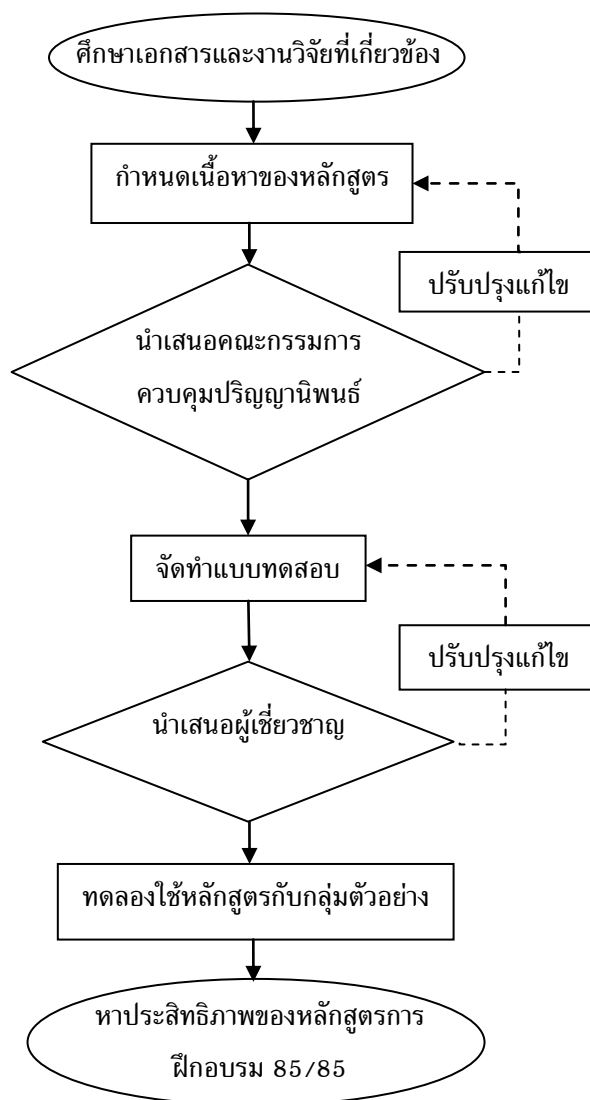 ศึกษาเอกสารและงานวิจัยที่เกี่ยวข้อง
กำหนดเนื้อหาของหลักสูตร
ปรับปรุงแก้ไข
นำเสนอคณะกรรมการ
ควบคุมปริญญานิพนธ์
จัดทำแบบทดสอบ
ปรับปรุงแก้ไข
นำเสนอผู้เชี่ยวชาญ
ทดลองใช้หลักสูตรกับกลุ่มตัวอย่าง
หาประสิทธิภาพของหลักสูตรการ
ฝึกอบรม 85/85